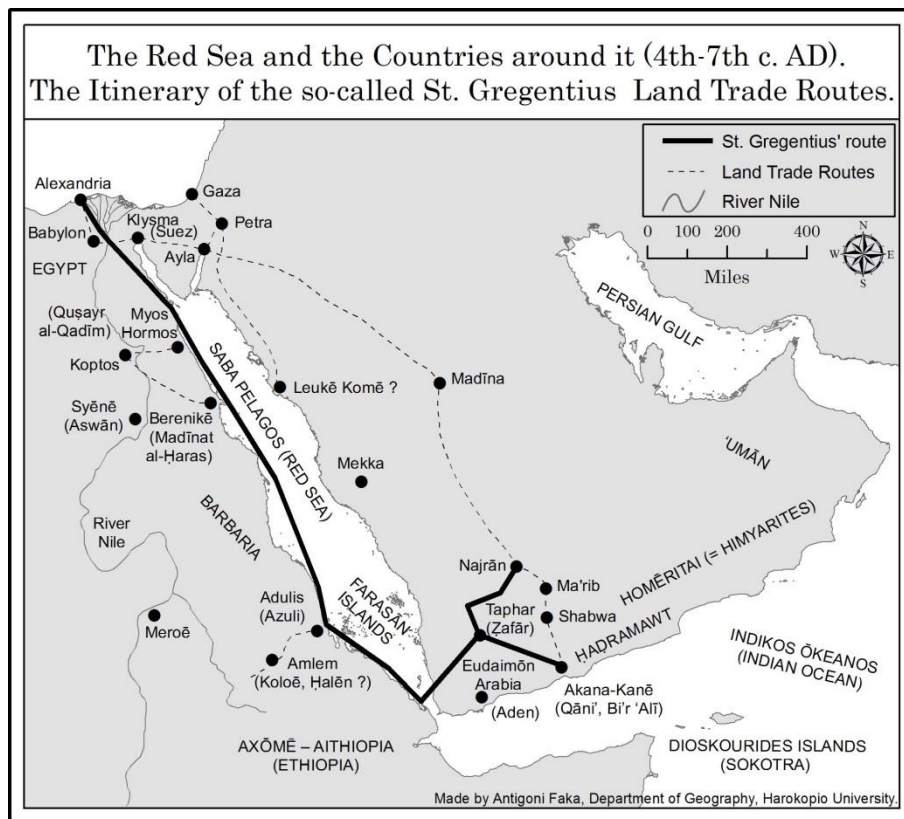 The Red Sea and the Countries around it (4th-7th c. AD).
The Itinerary of the so-called St. Gregentius Land Trade Routes.
St. Gregentius' route
Land Trade Routes
River Nile
0 100 200 400
Miles
N
W E
S
Alexandria
Gaza
Petra
Klysma
(Suez)
Babylon
Ayla
EGYPT
(Quṣayr
al-Qadīm)
Myos
Hormos
Koptos
Leukē Komē ?
Madīna
PERSIAN GULF
SABA PELAGOS (RED SEA)
Syēnē
(Aswān)
Berenikē
(Madīnat
al-Ḥaras)
Mekka
'UMĀN
BARBARIA
River
Nile
HOMĒRITAI (= HIMYARITES)
Najrān
Ma'rib
FARASĀN
ISLANDS
Adulis
(Azuli)
Taphar
(Ẓafār)
Shabwa
ḤAḌRAMAWT
Meroē
INDIKOS ŌKEANOS
(INDIAN OCEAN)
Amlem
(Koloē, Ḥalēn ?)
Eudaimōn
Arabia
(Aden)
Akana-Kanē
(Qāni', Bi'r ‘Alī)
AXŌMĒ – AITHIOPIA
(ETHIOPIA)
DIOSKOURIDES ISLANDS
(SOKOTRA)
Made by Antigoni Faka, Department of Geography, Harokopio University.